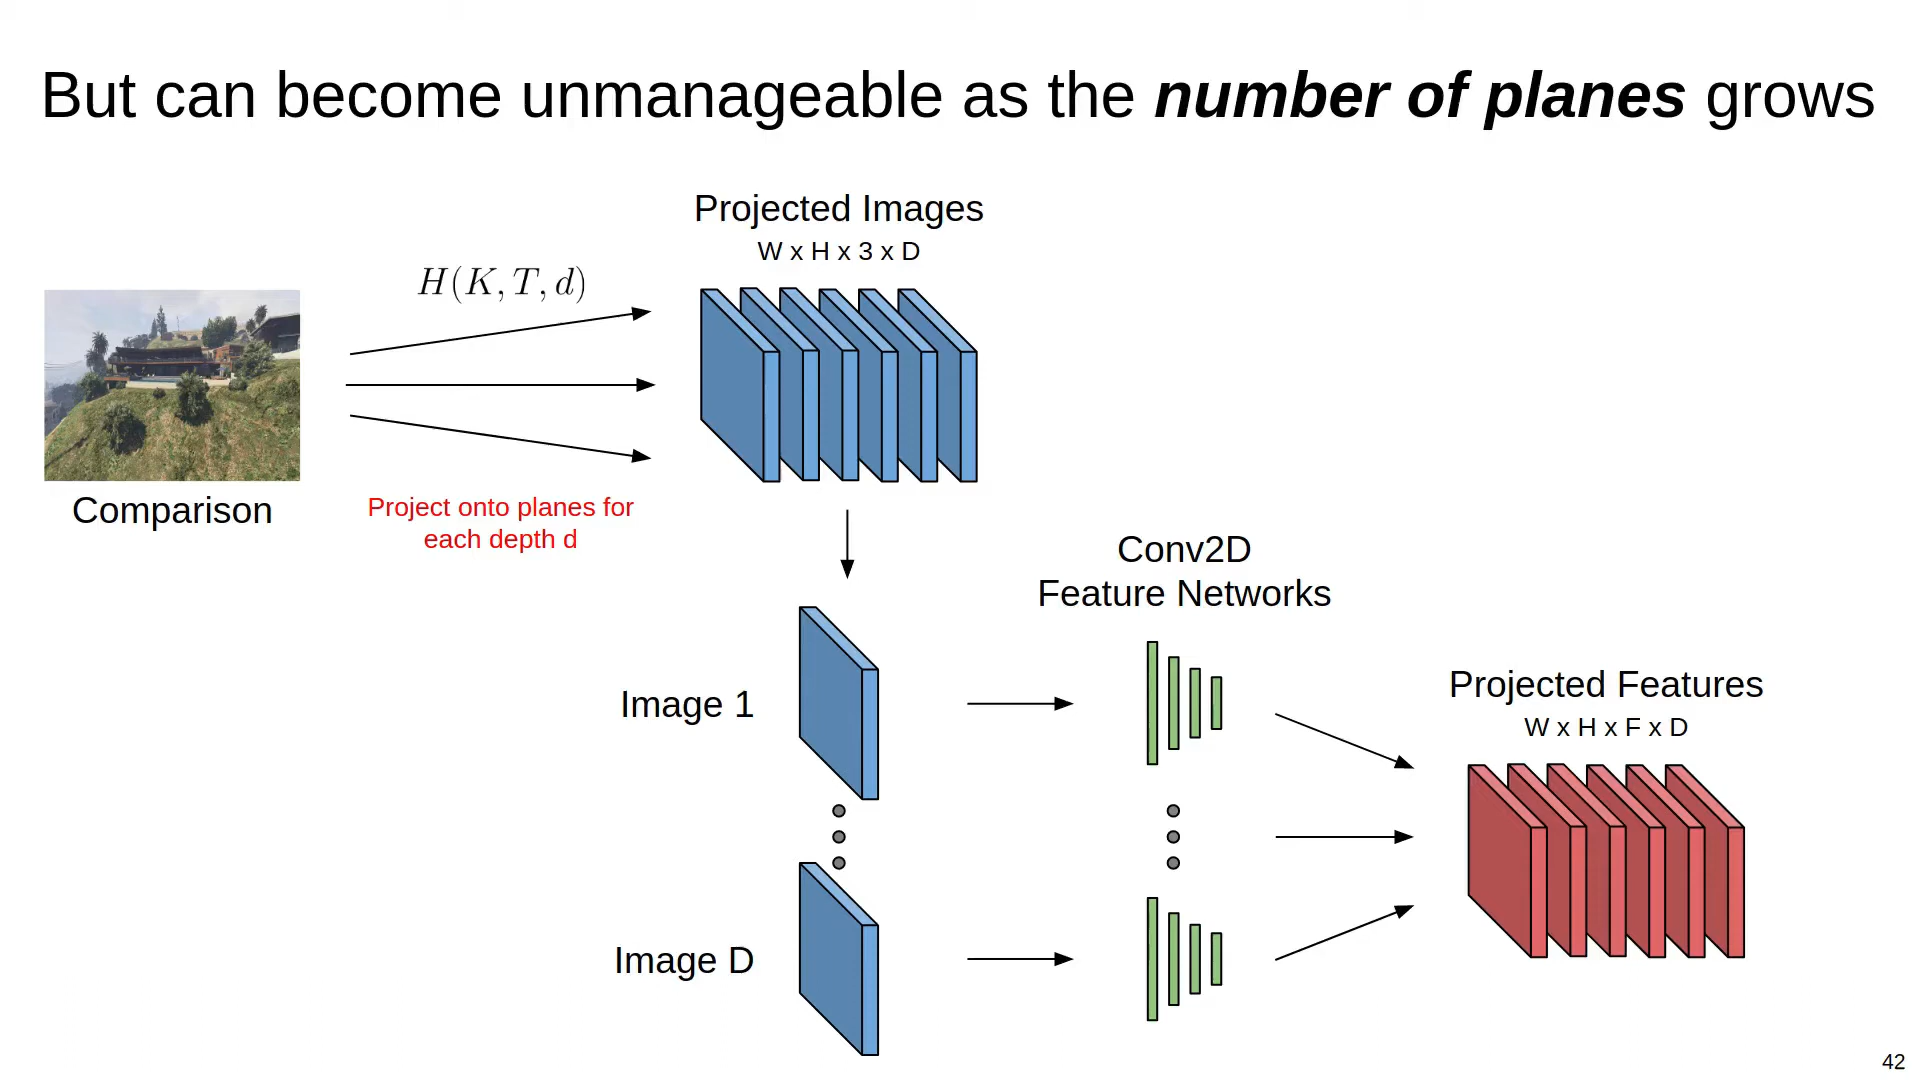 But can become unmanageable as the number of planes grows
Projected Images
W x H x 3 x D
H(K, T, d)
Comparison
Project onto planes for
each depth d
Conv2D
Feature Networks
Image 1
Projected Features
W x H x F x D
Image D
42